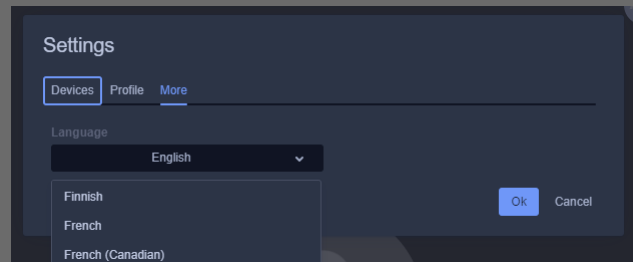 Settings
Devices Profile More
Language
English
Finnish
French
French (Canadian)
Ok Cancel